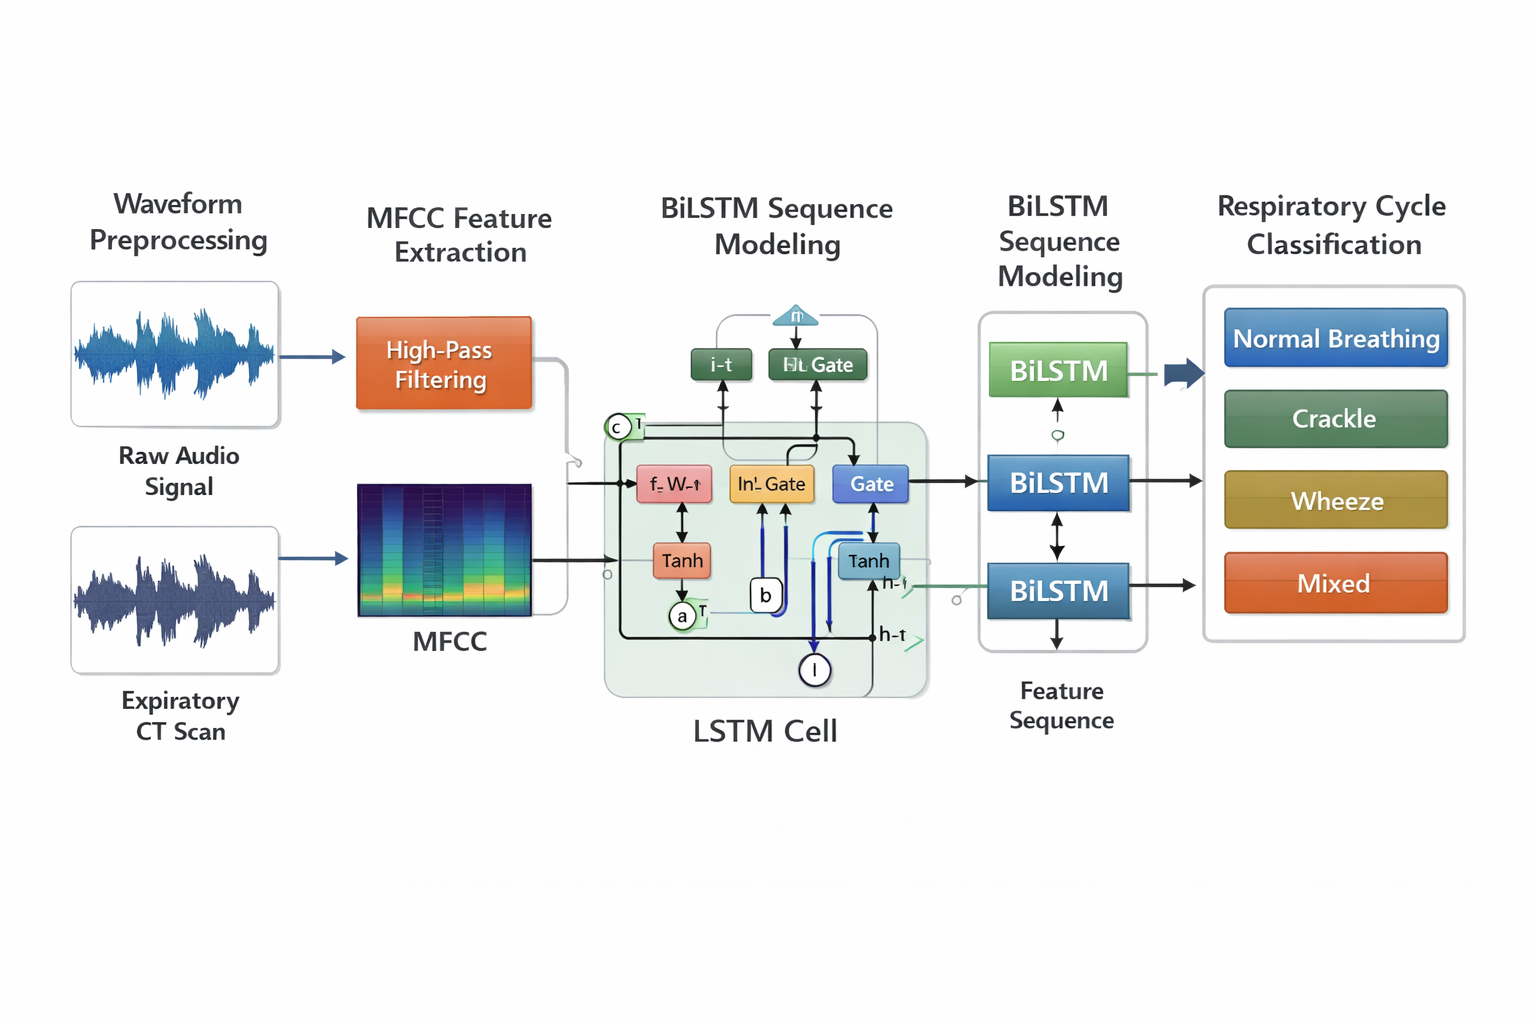 Waveform
Preprocessing
Raw Audio
Signal
Expiratory
CT Scan
MFCC Feature
Extraction
High-Pass
Filtering
MFCC
BiLSTM Sequence
Modeling
i-t
Gate
c
T
Gate
Gate
Tanh
Tanh
a
T
b
h-t
h-t
l
LSTM Cell
BiLSTM
Sequence
Modeling
BiLSTM
BiLSTM
BiLSTM
Feature
Sequence
Respiratory Cycle
Classification
Normal Breathing
Crackle
Wheeze
Mixed